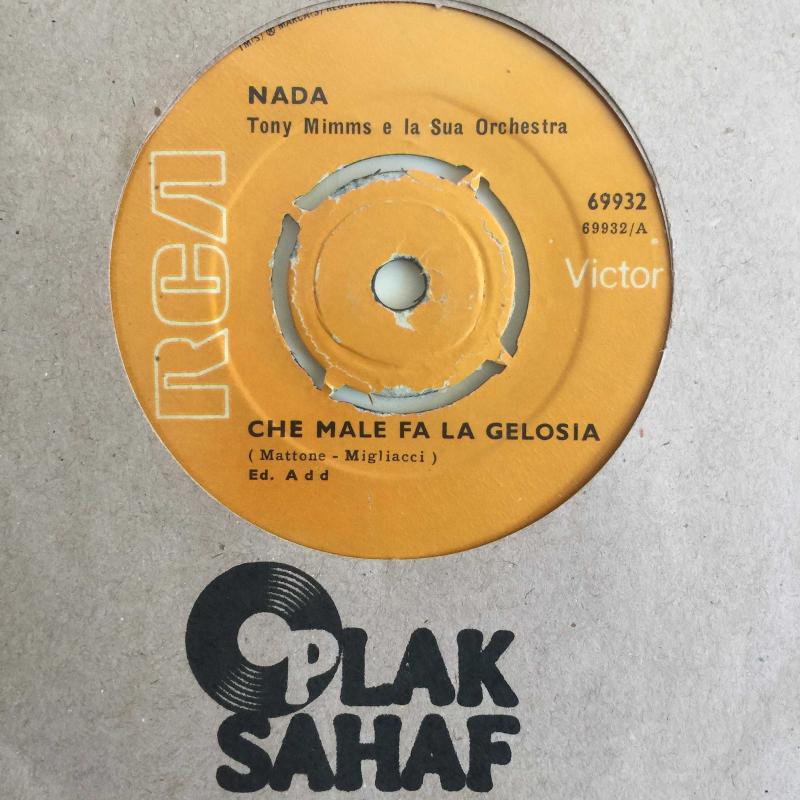 NADA
Tony Mimms e la Sua Orchestra
69932
69932/A
RCA
Victor
CHE MALE FA LA GELOSIA
( Mattone - Migliacci )
Ed. Add
PLAK
SAHAF